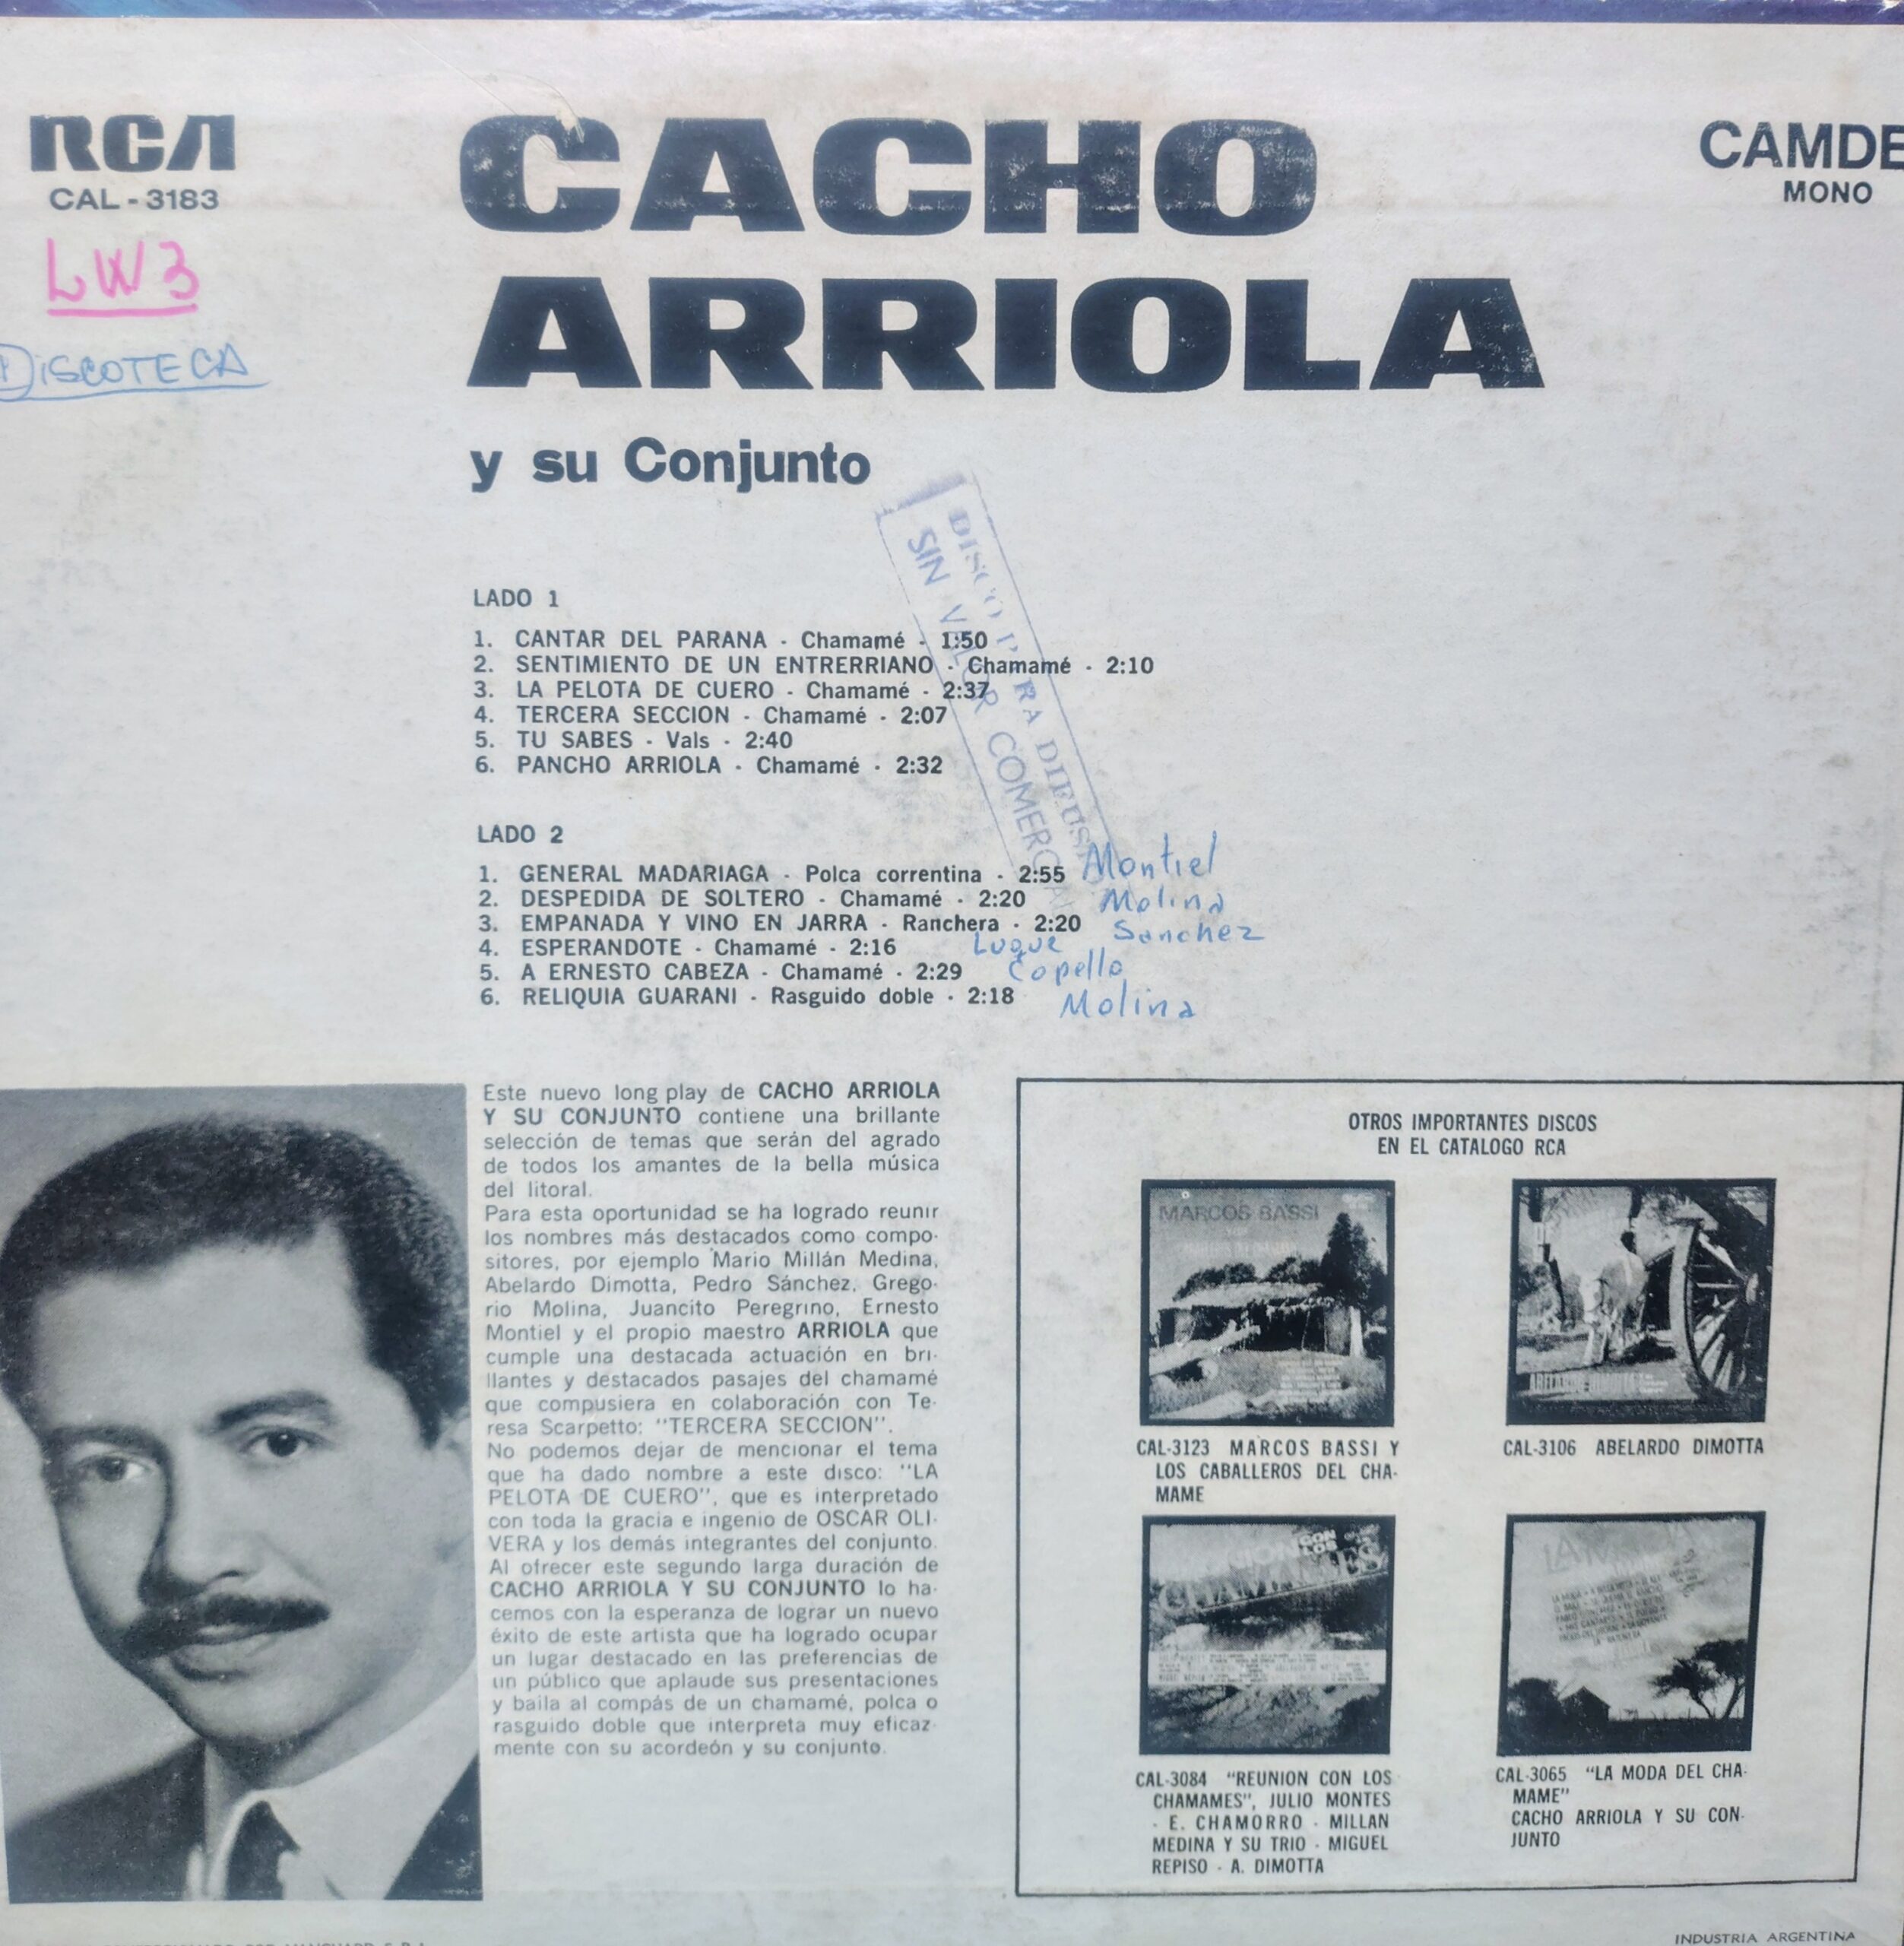 RCA
CAL - 3183
LW3
DISCOTECA
CACHO
ARRIOLA
y su Conjunto
CAMDE
MONO
DISCO PARA DIFUSION
SIN VALOR COMERCIAL
LADO 1
1. CANTAR DEL PARANA - Chamamé - 1:50
2. SENTIMIENTO DE UN ENTRERRIANO - Chamamé - 2:10
3. LA PELOTA DE CUERO - Chamamé - 2:37
4. TERCERA SECCION - Chamamé - 2:07
5. TU SABES - Vals - 2:40
6. PANCHO ARRIOLA - Chamamé - 2:32
LADO 2
1. GENERAL MADARIAGA - Polca correntina - 2:55 Montiel
2. DESPEDIDA DE SOLTERO - Chamamé - 2:20 Molina
3. EMPANADA Y VINO EN JARRA - Ranchera - 2:20 Sanchez
4. ESPERANDOTE - Chamamé - 2:16 Luque
5. A ERNESTO CABEZA - Chamamé - 2:29 Copello
6. RELIQUIA GUARANI - Rasguido doble - 2:18 Molina
Este nuevo long play de CACHO ARRIOLA
Y SU CONJUNTO contiene una brillante
selección de temas que serán del agrado
de todos los amantes de la bella música
del litoral.
Para esta oportunidad se ha logrado reunir
los nombres más destacados como compo-
sitores, por ejemplo Mario Millán Medina,
Abelardo Dimotta, Pedro Sánchez, Grego-
rio Molina, Juancito Peregrino, Ernesto
Montiel y el propio maestro ARRIOLA que
cumple una destacada actuación en bri-
llantes y destacados pasajes del chamamé
que compusiera en colaboración con Te-
resa Scarpetto: "TERCERA SECCION".
No podemos dejar de mencionar el tema
que ha dado nombre a este disco: "LA
PELOTA DE CUERO", que es interpretado
con toda la gracia e ingenio de OSCAR OLI-
VERA y los demás integrantes del conjunto.
Al ofrecer este segundo larga duración de
CACHO ARRIOLA Y SU CONJUNTO lo ha-
cemos con la esperanza de lograr un nuevo
éxito de este artista que ha logrado ocupar
un lugar destacado en las preferencias de
un público que aplaude sus presentaciones
y baila al compás de un chamamé, polca o
rasguido doble que interpreta muy eficaz-
mente con su acordeón y su conjunto.
OTROS IMPORTANTES DISCOS
EN EL CATALOGO RCA
MARCOS BASSI
CAL-3123 MARCOS BASSI Y
LOS CABALLEROS DEL CHA-
MAME
ABELARDO DIMOTTA
CAL-3106 ABELARDO DIMOTTA
CON
LOS
CAL-3084 "REUNION CON LOS
CHAMAMES", JULIO MONTES
- E. CHAMORRO - MILLAN
MEDINA Y SU TRIO - MIGUEL
REPISO - A. DIMOTTA
CAL-3065 "LA MODA DEL CHA-
MAME"
CACHO ARRIOLA Y SU CON-
JUNTO
INDUSTRIA ARGENTINA